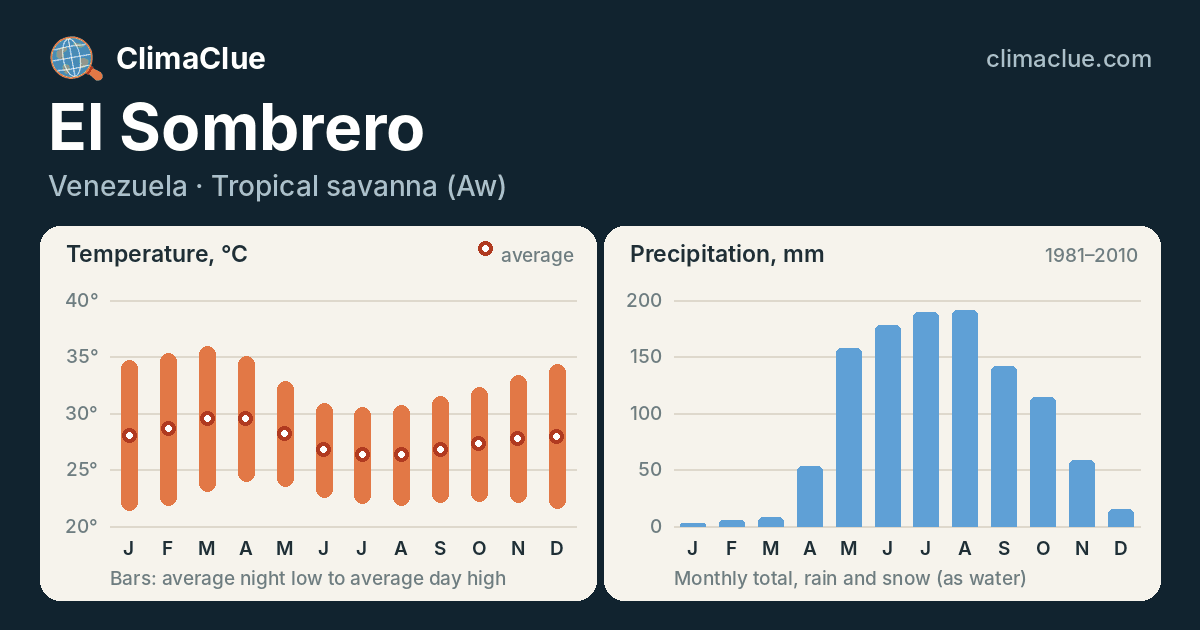 ClimaClue
climaclue.com
El Sombrero
Venezuela · Tropical savanna (Aw)
Temperature, °C
average
40°
35°
30°
25°
20°
J F M A M J J A S O N D
Bars: average night low to average day high
Precipitation, mm
1981–2010
200
150
100
50
0
J F M A M J J A S O N D
Monthly total, rain and snow (as water)